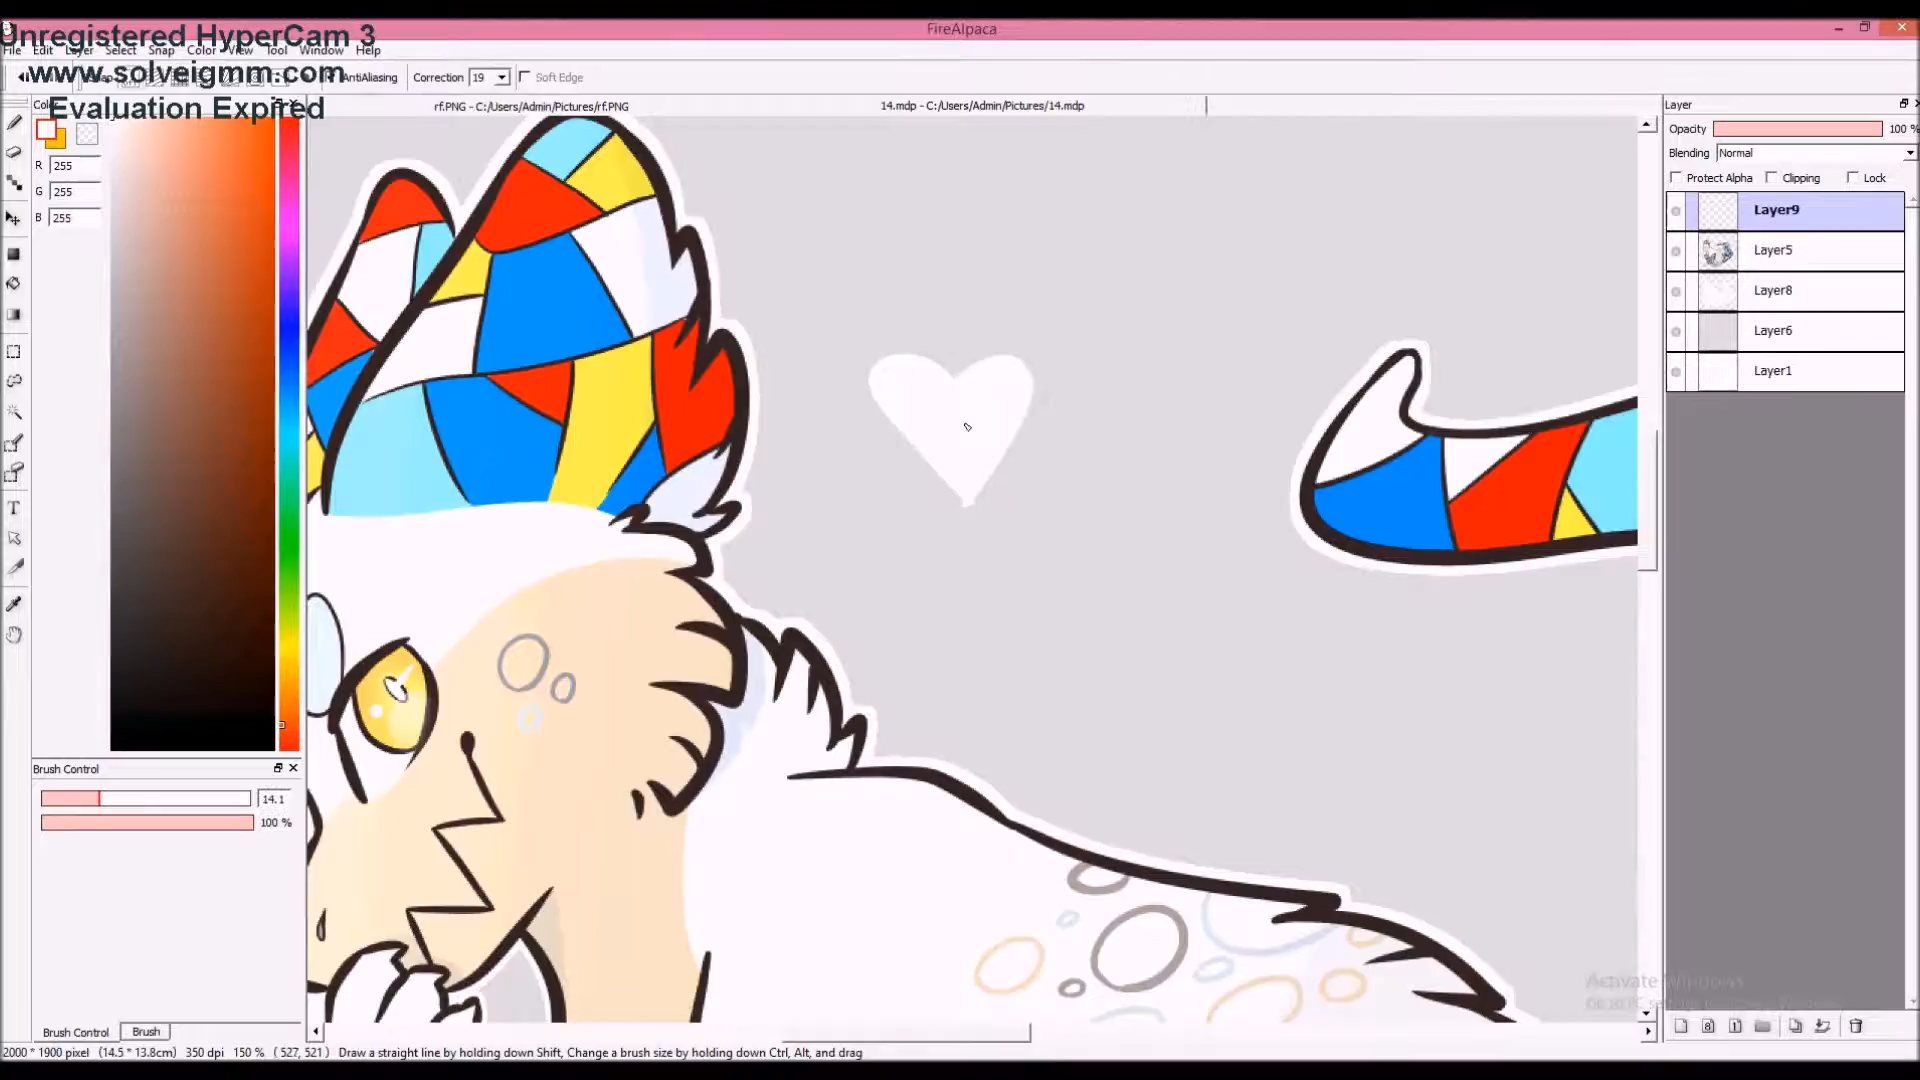 FireAlpaca
Unregistered HyperCam 3
File Edit Layer Select Snap Color View Tool Window Help
www.solveigmm.com
AntiAliasing Correction 19 Soft Edge
Evaluation Expired
rf.PNG - C:/Users/Admin/Pictures/rf.PNG
14.mdp - C:/Users/Admin/Pictures/14.mdp
Layer
Opacity 100 %
Blending Normal
Protect Alpha Clipping Lock
R 255
G 255
B 255
Layer9
Layer5
Layer8
Layer6
Layer1
Brush Control
14.1
100 %
Activate Windows
Brush Control Brush
2000 * 1900 pixel (14.5 * 13.8cm) 350 dpi 150 % ( 527, 521) Draw a straight line by holding down Shift, Change a brush size by holding down Ctrl, Alt, and drag